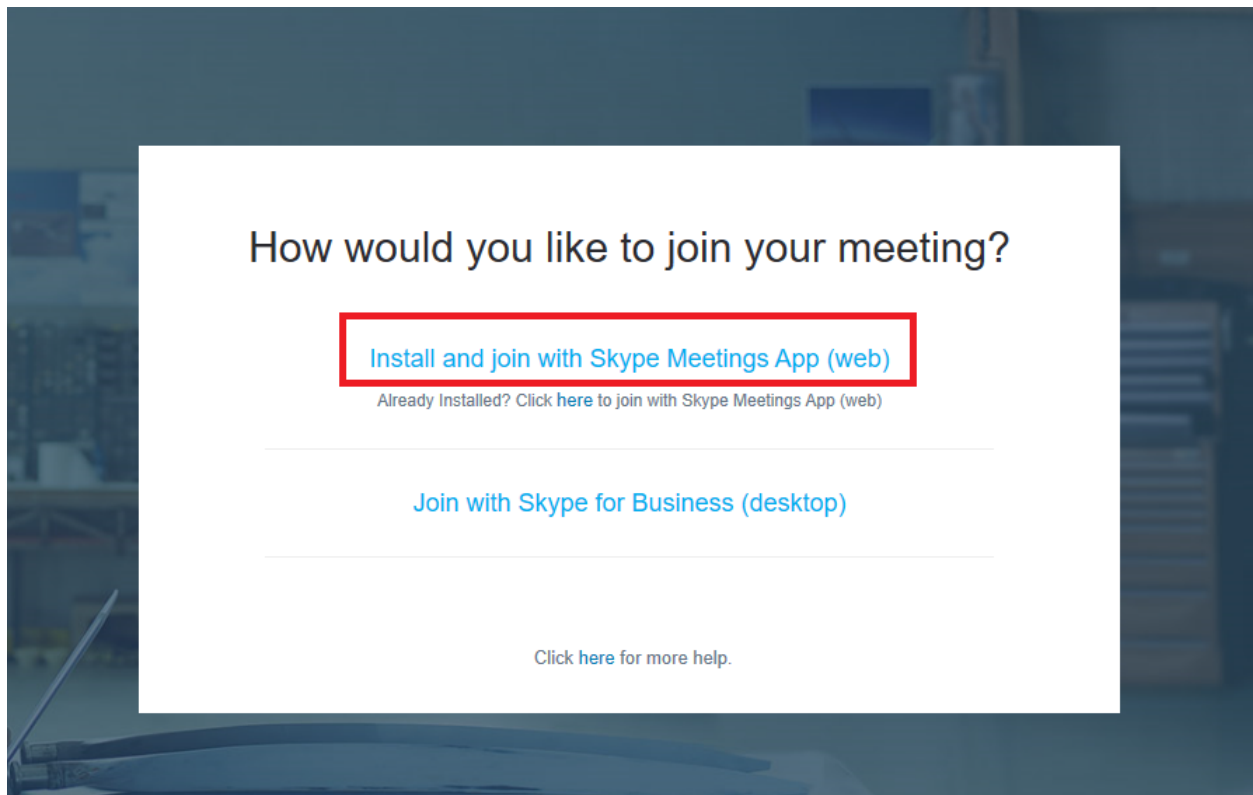 How would you like to join your meeting?
Install and join with Skype Meetings App (web)
Already Installed? Click here to join with Skype Meetings App (web)
Join with Skype for Business (desktop)
Click here for more help.